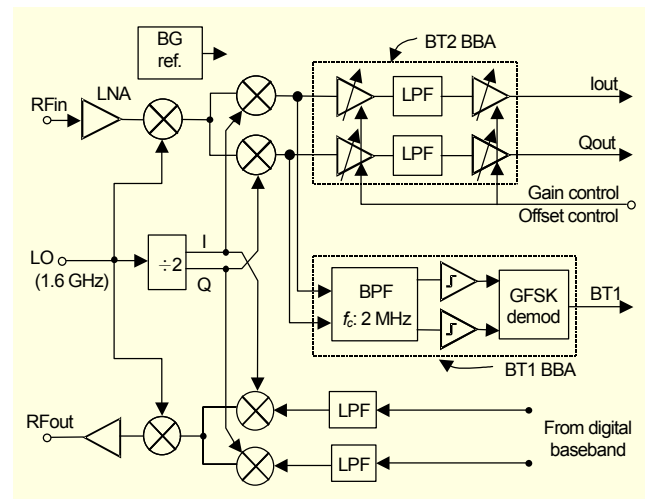 BG
ref.
BT2 BBA
LNA
RFin
LPF
Iout
LPF
Qout
Gain control
Offset control
LO
(1.6 GHz)
÷2
I
Q
BPF
fc: 2 MHz
GFSK
demod
BT1
BT1 BBA
RFout
LPF
LPF
From digital
baseband